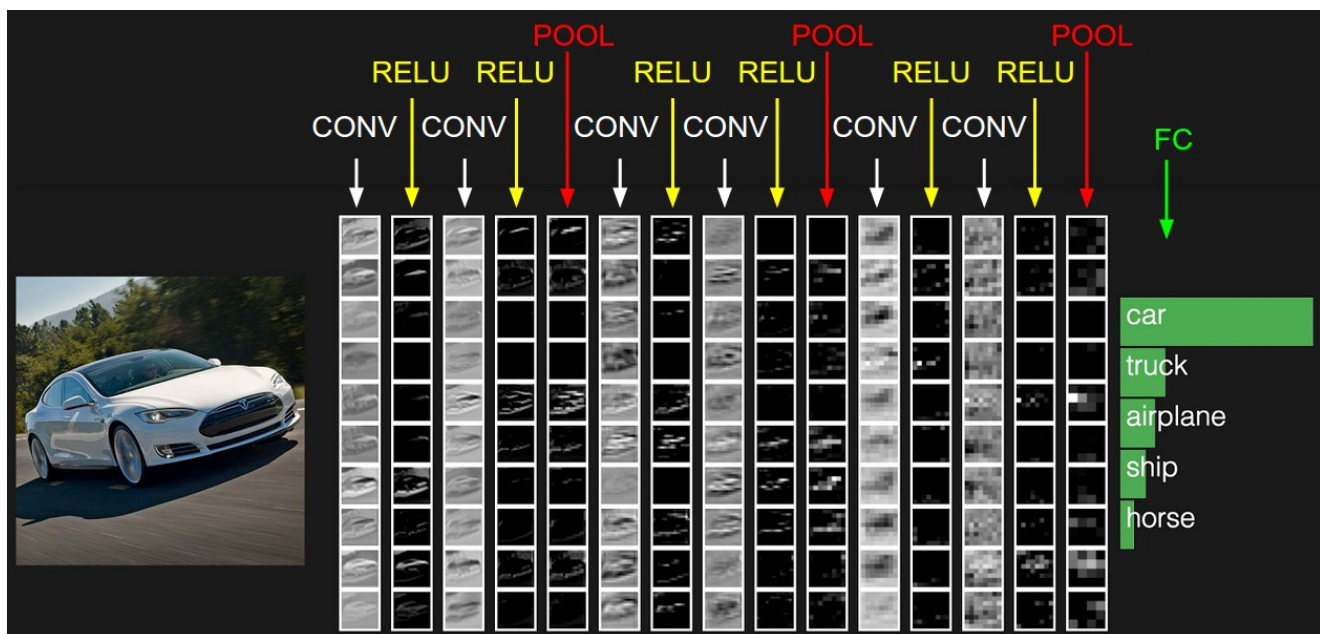 POOL POOL POOL
RELU RELU RELU RELU RELU RELU
CONV CONV CONV CONV CONV CONV
FC
car
truck
airplane
ship
horse